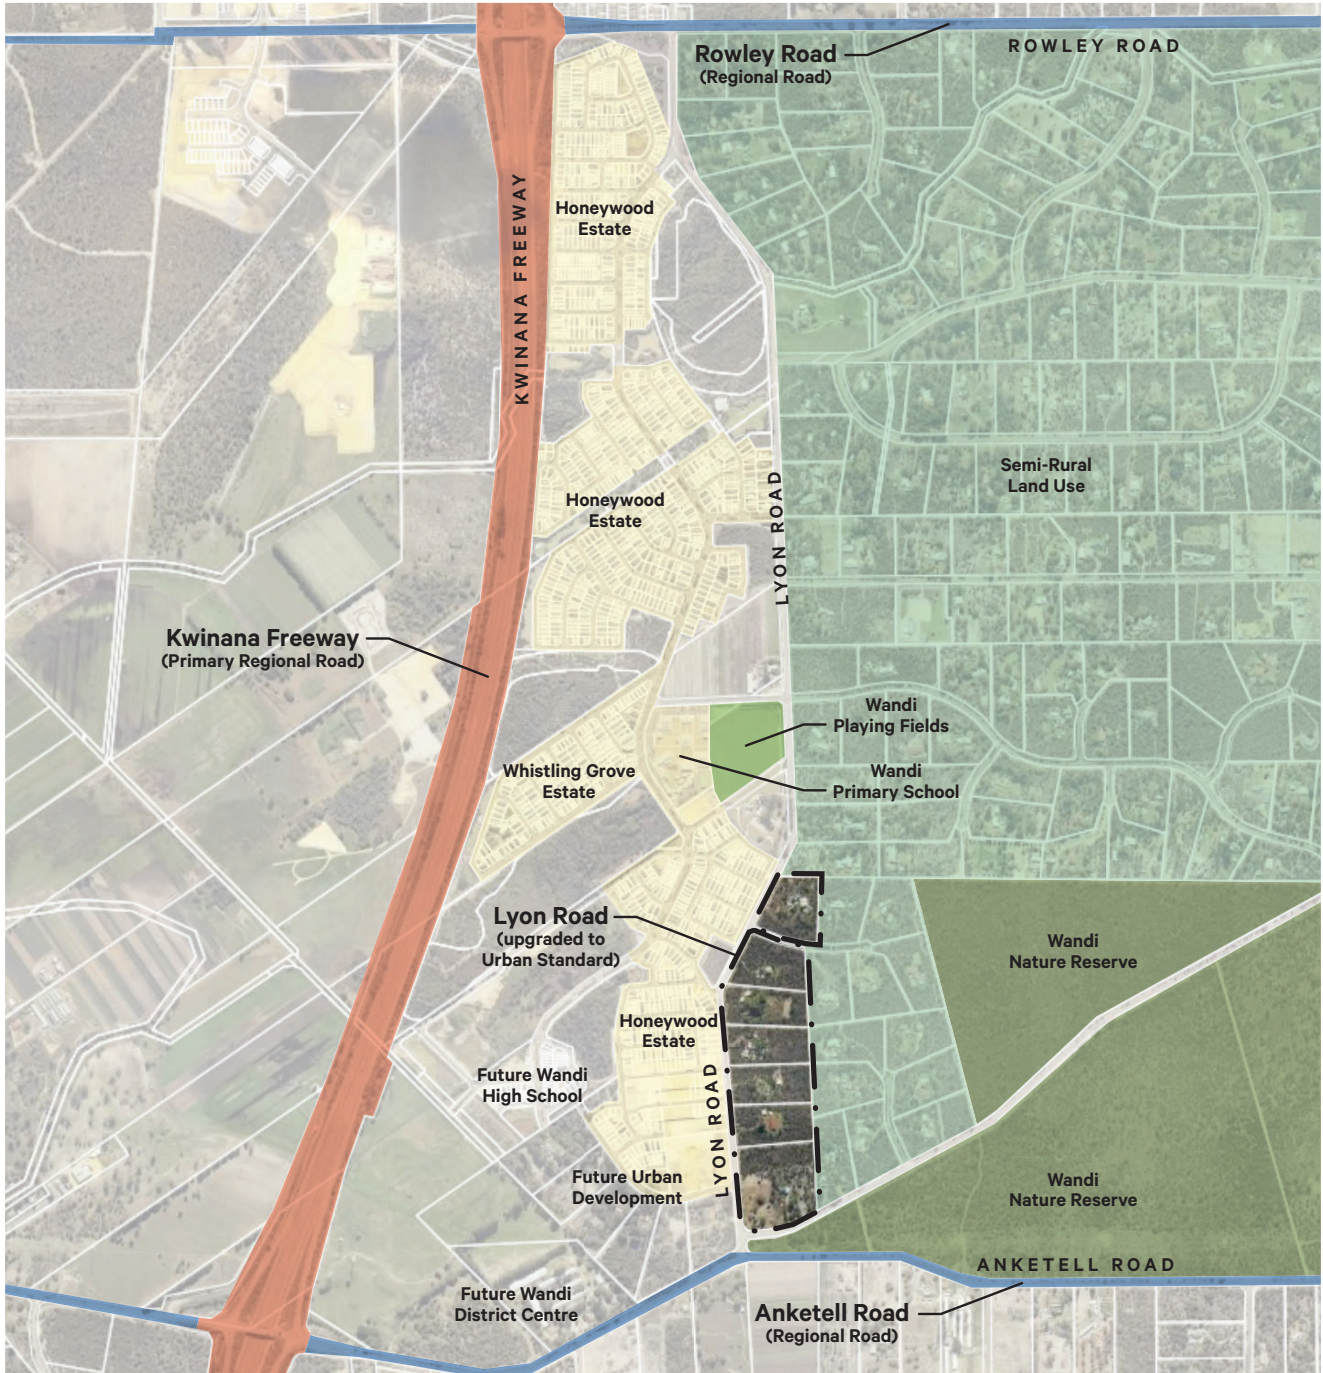 Rowley Road
(Regional Road)
ROWLEY ROAD
KWINANA FREEWAY
Honeywood
Estate
Semi-Rural
Land Use
Honeywood
Estate
LYON ROAD
Kwinana Freeway
(Primary Regional Road)
Wandi
Playing Fields
Whistling Grove
Estate
Wandi
Primary School
Lyon Road
(upgraded to
Urban Standard)
Wandi
Nature Reserve
Honeywood
Estate
LYON ROAD
Future Wandi
High School
Future Urban
Development
Wandi
Nature Reserve
ANKETELL ROAD
Future Wandi
District Centre
Anketell Road
(Regional Road)